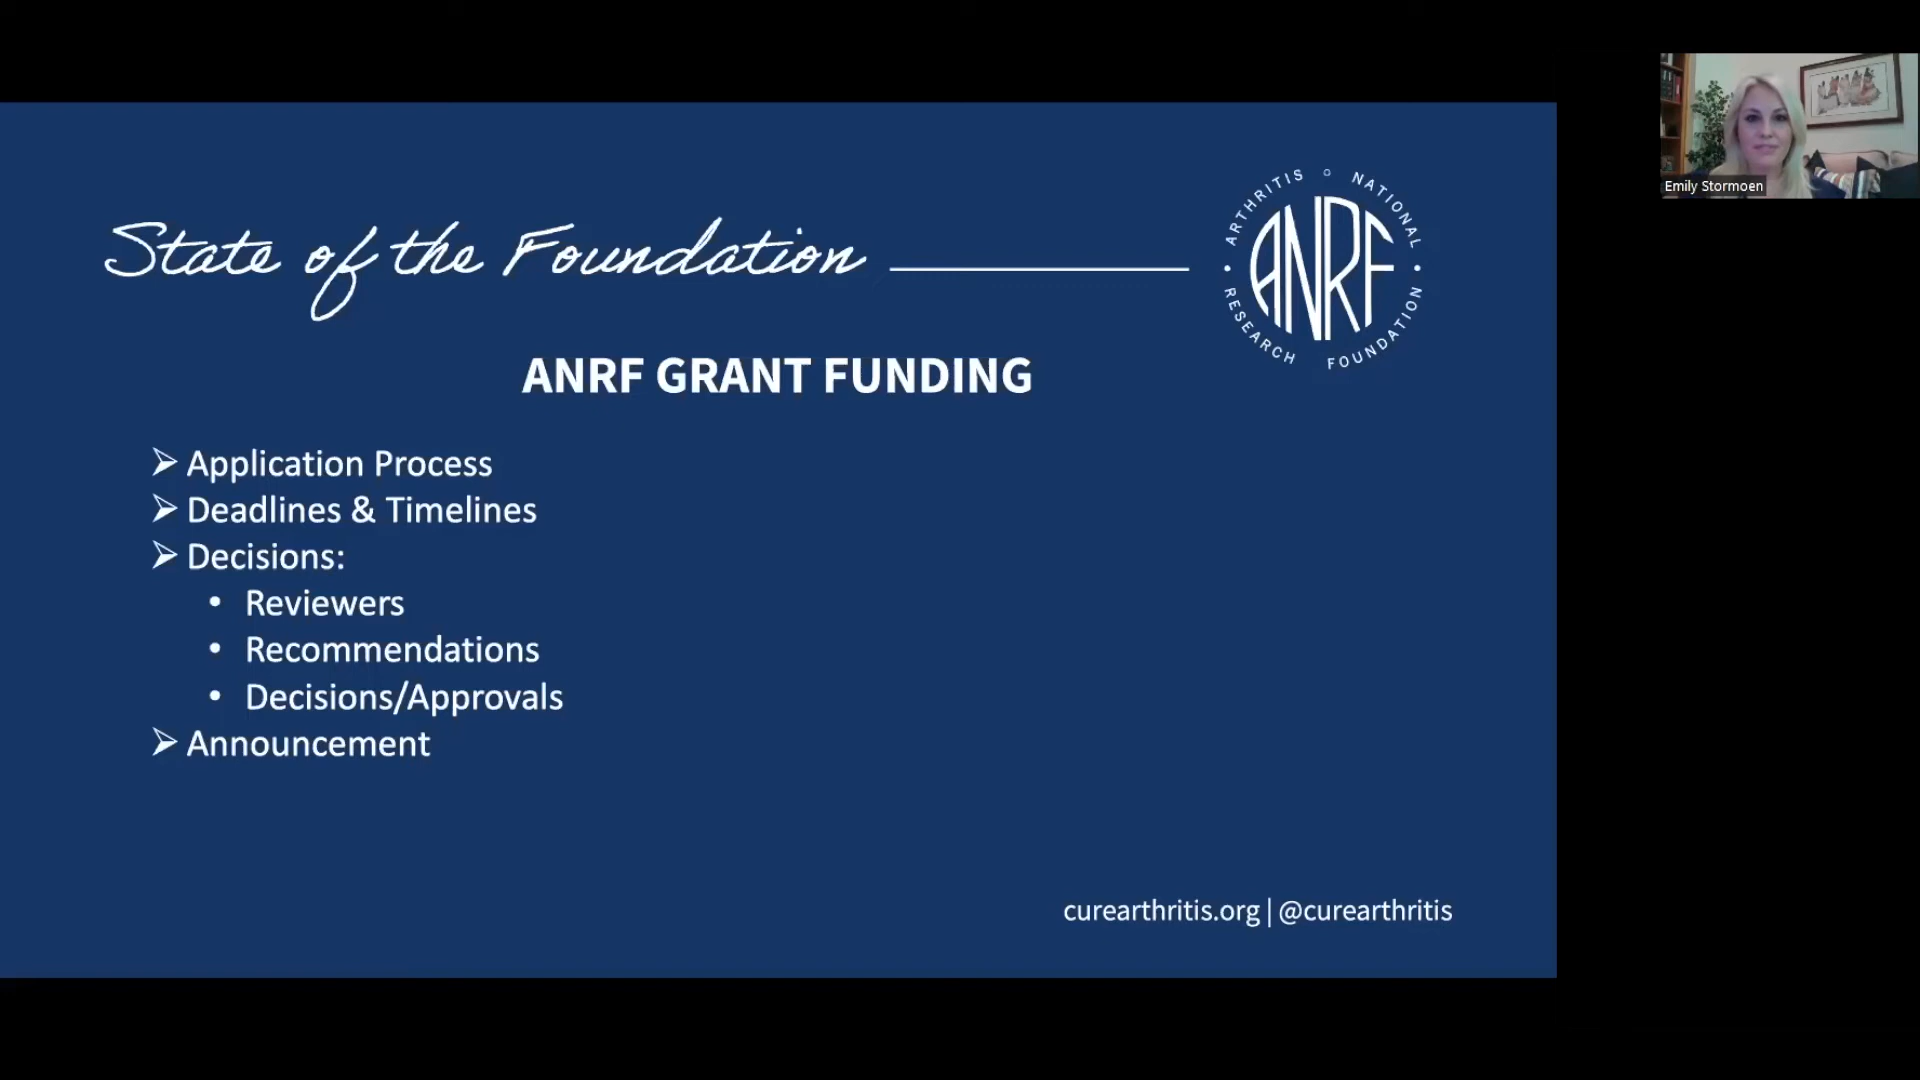 State of the Foundation
ARTHRITIS NATIONAL
RESEARCH FOUNDATION
ANRF
ANRF GRANT FUNDING
Application Process
Deadlines & Timelines
Decisions:
Reviewers
Recommendations
Decisions/Approvals
Announcement
curearthritis.org | @curearthritis
Emily Stormoen